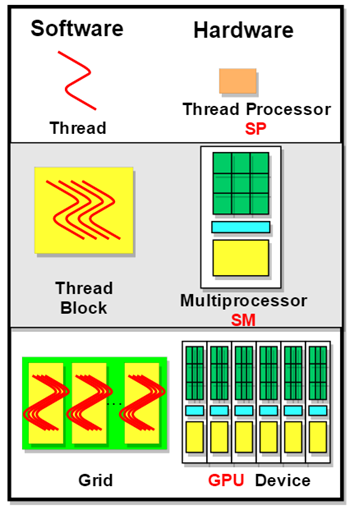 Software
Hardware
Thread
Thread Processor
SP
Thread
Block
Multiprocessor
SM
...
Grid
GPU Device